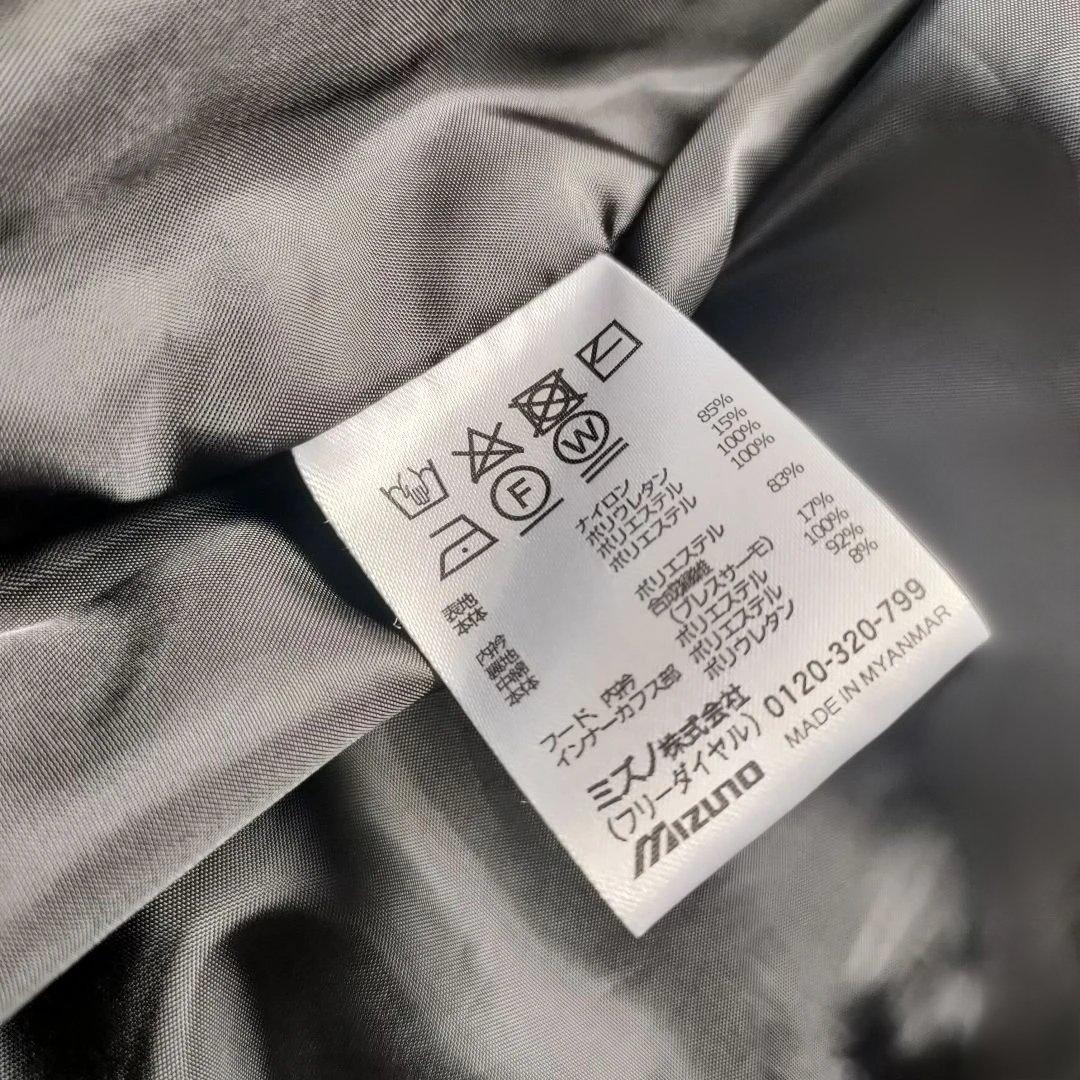 F W
表地
本体 ナイロン 85%
ポリウレタン 15%
内衿 ポリエステル 100%
裏地 ポリエステル 100%
中綿
本体 ポリエステル 83%
合成繊維
(ブレスサーモ) 17%
フード、内衿 ポリエステル 100%
インナーカフス部 ポリエステル 92%
ポリウレタン 8%
ミズノ株式会社
(フリーダイヤル) 0120-320-799
MIZUNO MADE IN MYANMAR